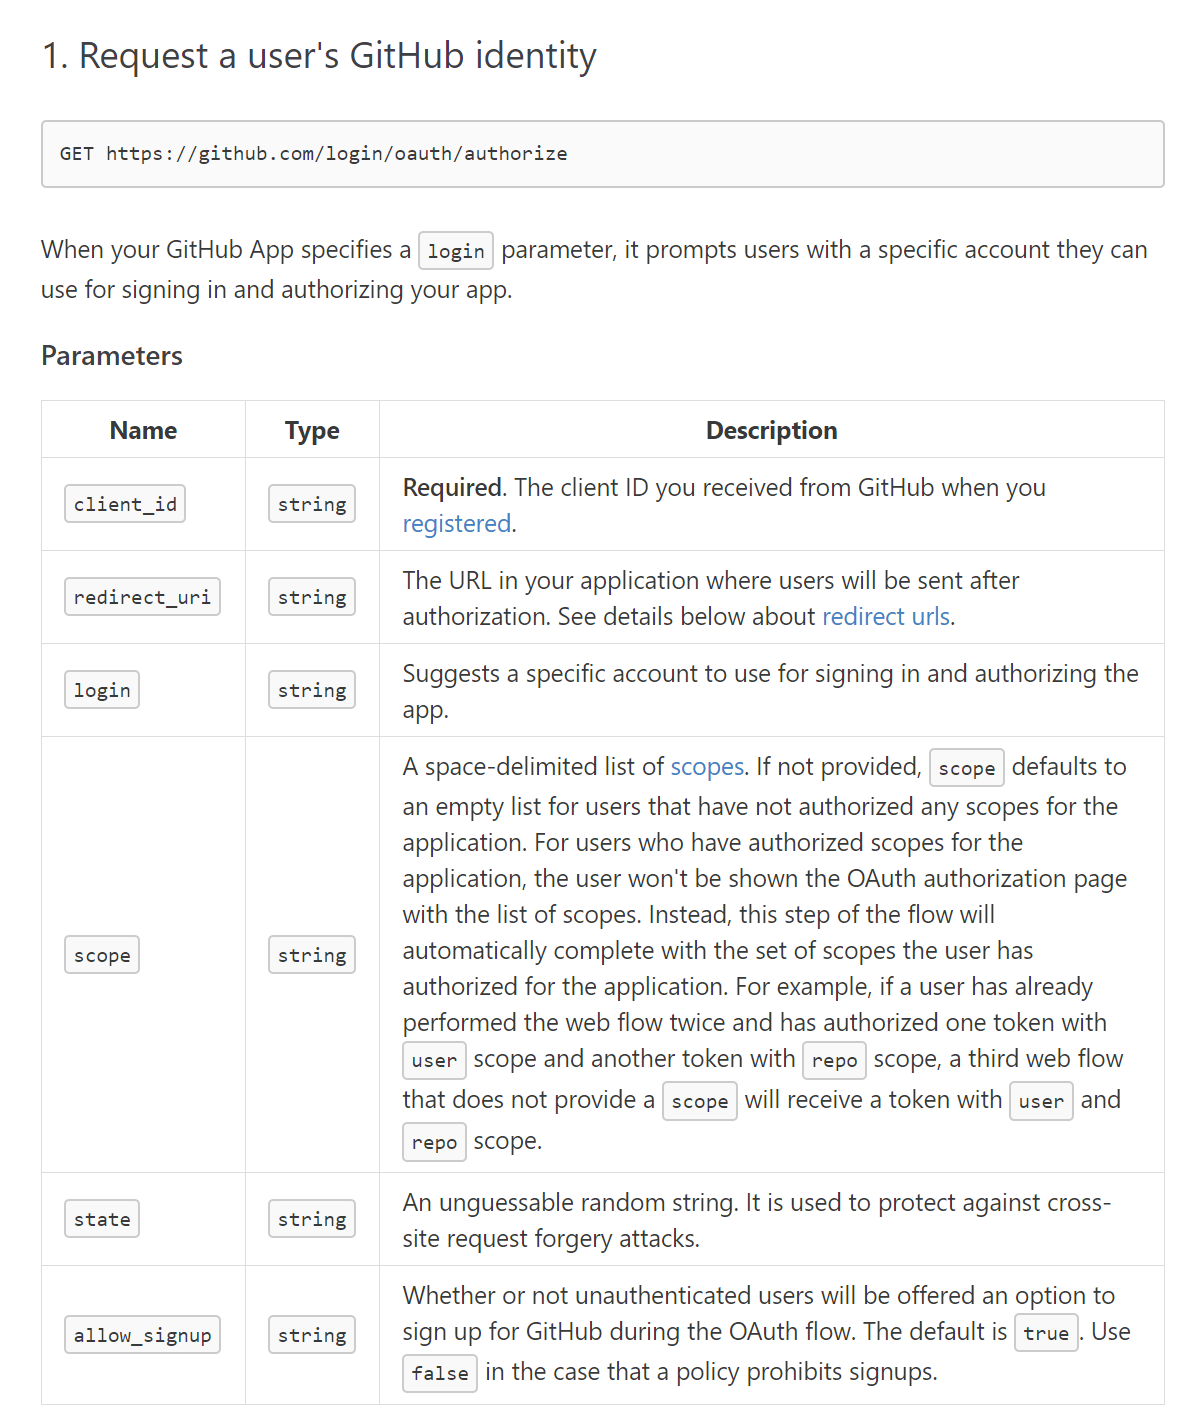 1. Request a user's GitHub identity
GET https://github.com/login/oauth/authorize
When your GitHub App specifies a login parameter, it prompts users with a specific account they can
use for signing in and authorizing your app.
Parameters
Name Type Description
client_id string Required. The client ID you received from GitHub when you
registered.
redirect_uri string The URL in your application where users will be sent after
authorization. See details below about redirect urls.
login string Suggests a specific account to use for signing in and authorizing the
app.
scope string A space-delimited list of scopes. If not provided, scope defaults to
an empty list for users that have not authorized any scopes for the
application. For users who have authorized scopes for the
application, the user won't be shown the OAuth authorization page
with the list of scopes. Instead, this step of the flow will
automatically complete with the set of scopes the user has
authorized for the application. For example, if a user has already
performed the web flow twice and has authorized one token with
user scope and another token with repo scope, a third web flow
that does not provide a scope will receive a token with user and
repo scope.
state string An unguessable random string. It is used to protect against cross-
site request forgery attacks.
allow_signup string Whether or not unauthenticated users will be offered an option to
sign up for GitHub during the OAuth flow. The default is true. Use
false in the case that a policy prohibits signups.